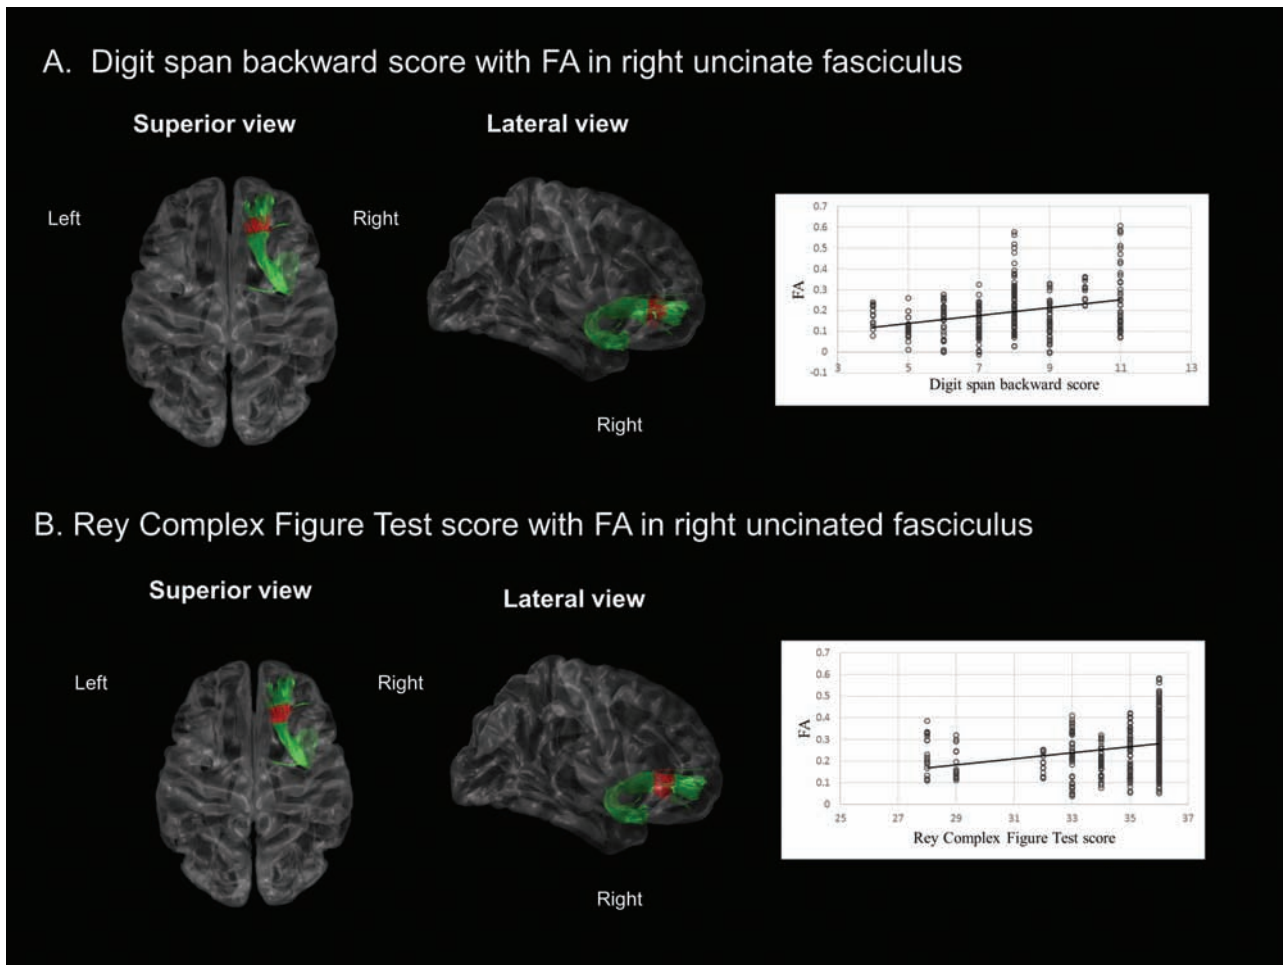 A. Digit span backward score with FA in right uncinate fasciculus
Superior view
Lateral view
Left
Right
0.7
0.6
0.5
0.4
0.3
0.2
0.1
0
-0.1
FA
3 5 7 9 11 13
Digit span backward score
Right
B. Rey Complex Figure Test score with FA in right uncinated fasciculus
Superior view
Lateral view
Left
Right
0.7
0.6
0.5
0.4
0.3
0.2
0.1
0
FA
25 27 29 31 33 35 37
Rey Complex Figure Test score
Right